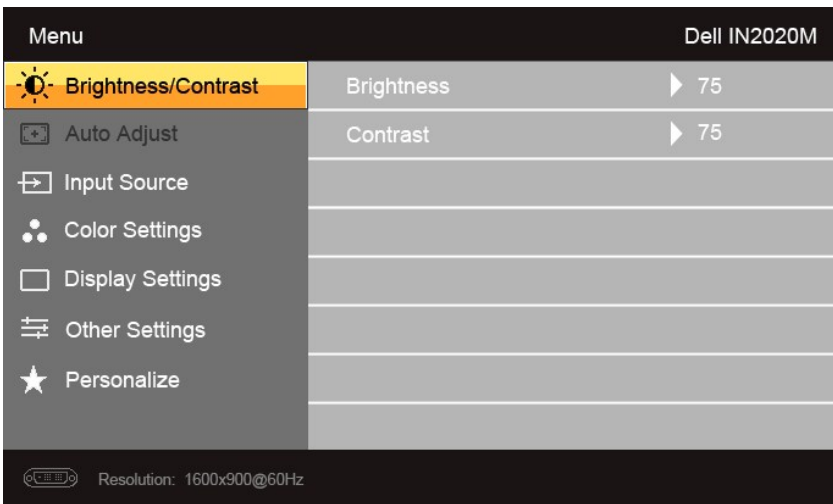 Menu Dell IN2020M
Brightness/Contrast Brightness 75
Auto Adjust Contrast 75
Input Source
Color Settings
Display Settings
Other Settings
Personalize
Resolution: 1600x900@60Hz